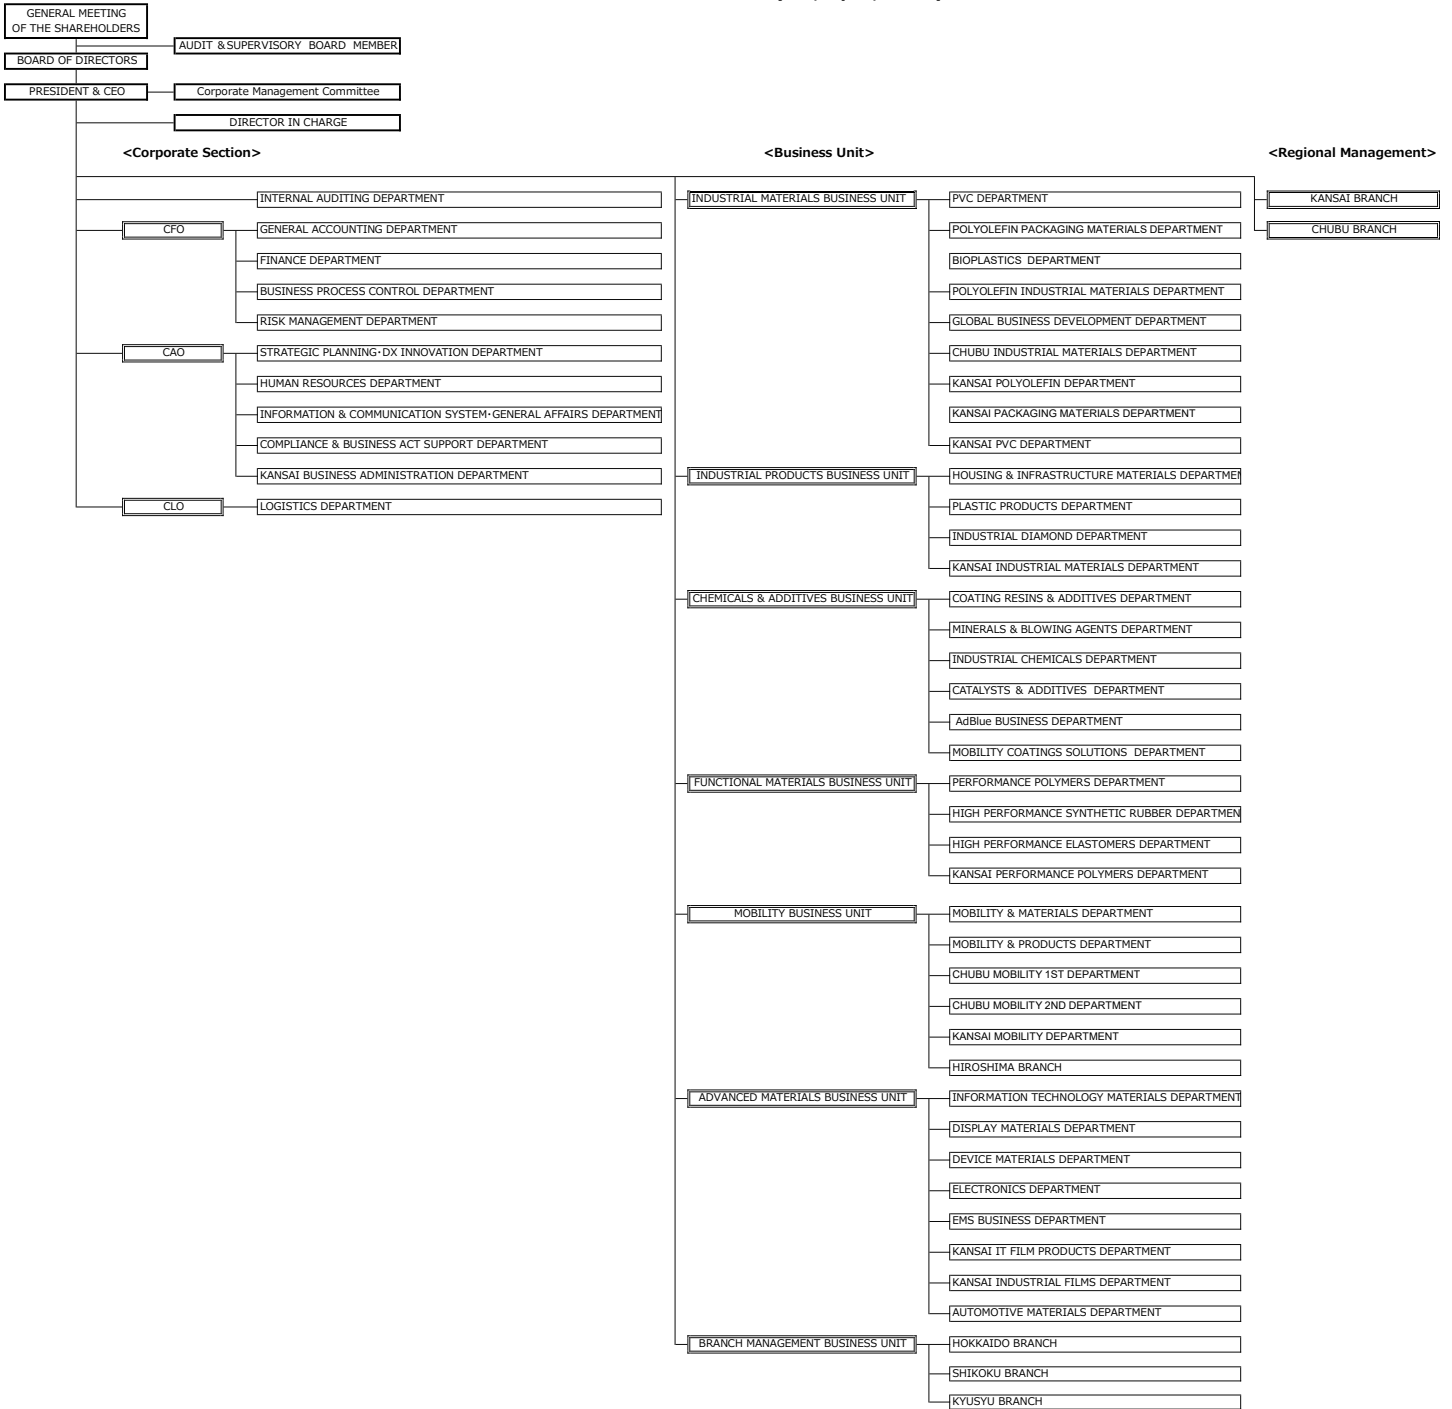 GENERAL MEETING
OF THE SHAREHOLDERS
AUDIT & SUPERVISORY BOARD MEMBER
BOARD OF DIRECTORS
PRESIDENT & CEO
Corporate Management Committee
DIRECTOR IN CHARGE
<Corporate Section>
<Business Unit>
<Regional Management>
INTERNAL AUDITING DEPARTMENT
CFO
GENERAL ACCOUNTING DEPARTMENT
FINANCE DEPARTMENT
BUSINESS PROCESS CONTROL DEPARTMENT
RISK MANAGEMENT DEPARTMENT
CAO
STRATEGIC PLANNING・DX INNOVATION DEPARTMENT
HUMAN RESOURCES DEPARTMENT
INFORMATION & COMMUNICATION SYSTEM・GENERAL AFFAIRS DEPARTMENT
COMPLIANCE & BUSINESS ACT SUPPORT DEPARTMENT
KANSAI BUSINESS ADMINISTRATION DEPARTMENT
CLO
LOGISTICS DEPARTMENT
INDUSTRIAL MATERIALS BUSINESS UNIT
PVC DEPARTMENT
POLYOLEFIN PACKAGING MATERIALS DEPARTMENT
BIOPLASTICS DEPARTMENT
POLYOLEFIN INDUSTRIAL MATERIALS DEPARTMENT
GLOBAL BUSINESS DEVELOPMENT DEPARTMENT
CHUBU INDUSTRIAL MATERIALS DEPARTMENT
KANSAI POLYOLEFIN DEPARTMENT
KANSAI PACKAGING MATERIALS DEPARTMENT
KANSAI PVC DEPARTMENT
INDUSTRIAL PRODUCTS BUSINESS UNIT
HOUSING & INFRASTRUCTURE MATERIALS DEPARTMEN
PLASTIC PRODUCTS DEPARTMENT
INDUSTRIAL DIAMOND DEPARTMENT
KANSAI INDUSTRIAL MATERIALS DEPARTMENT
CHEMICALS & ADDITIVES BUSINESS UNIT
COATING RESINS & ADDITIVES DEPARTMENT
MINERALS & BLOWING AGENTS DEPARTMENT
INDUSTRIAL CHEMICALS DEPARTMENT
CATALYSTS & ADDITIVES DEPARTMENT
AdBlue BUSINESS DEPARTMENT
MOBILITY COATINGS SOLUTIONS DEPARTMENT
FUNCTIONAL MATERIALS BUSINESS UNIT
PERFORMANCE POLYMERS DEPARTMENT
HIGH PERFORMANCE SYNTHETIC RUBBER DEPARTMEN
HIGH PERFORMANCE ELASTOMERS DEPARTMENT
KANSAI PERFORMANCE POLYMERS DEPARTMENT
MOBILITY BUSINESS UNIT
MOBILITY & MATERIALS DEPARTMENT
MOBILITY & PRODUCTS DEPARTMENT
CHUBU MOBILITY 1ST DEPARTMENT
CHUBU MOBILITY 2ND DEPARTMENT
KANSAI MOBILITY DEPARTMENT
HIROSHIMA BRANCH
ADVANCED MATERIALS BUSINESS UNIT
INFORMATION TECHNOLOGY MATERIALS DEPARTMENT
DISPLAY MATERIALS DEPARTMENT
DEVICE MATERIALS DEPARTMENT
ELECTRONICS DEPARTMENT
EMS BUSINESS DEPARTMENT
KANSAI IT FILM PRODUCTS DEPARTMENT
KANSAI INDUSTRIAL FILMS DEPARTMENT
AUTOMOTIVE MATERIALS DEPARTMENT
BRANCH MANAGEMENT BUSINESS UNIT
HOKKAIDO BRANCH
SHIKOKU BRANCH
KYUSYU BRANCH
KANSAI BRANCH
CHUBU BRANCH